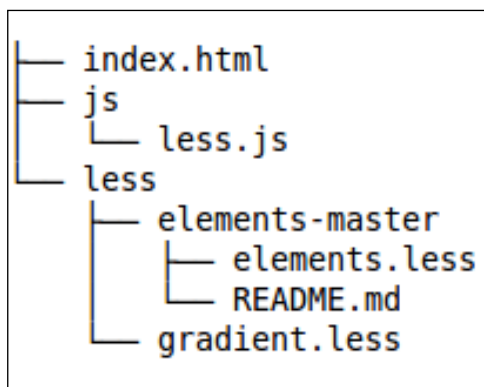 ├── index.html
├── js
│   └── less.js
└── less
    ├── elements-master
    │   ├── elements.less
    │   └── README.md
    └── gradient.less